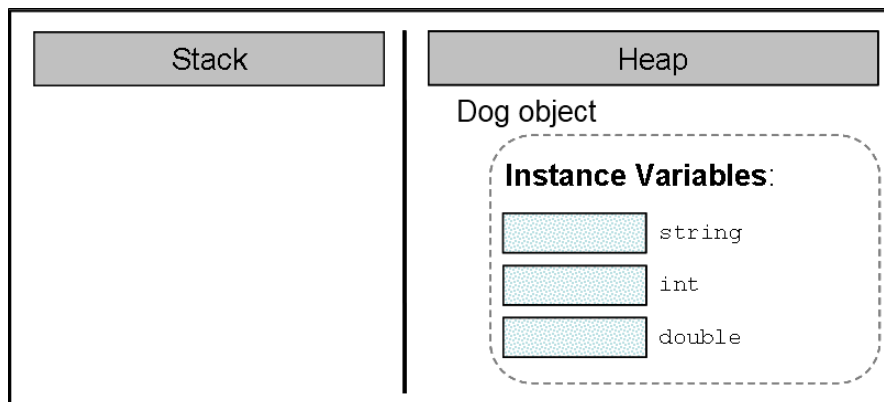 Stack
Heap
Dog object
Instance Variables:
string
int
double